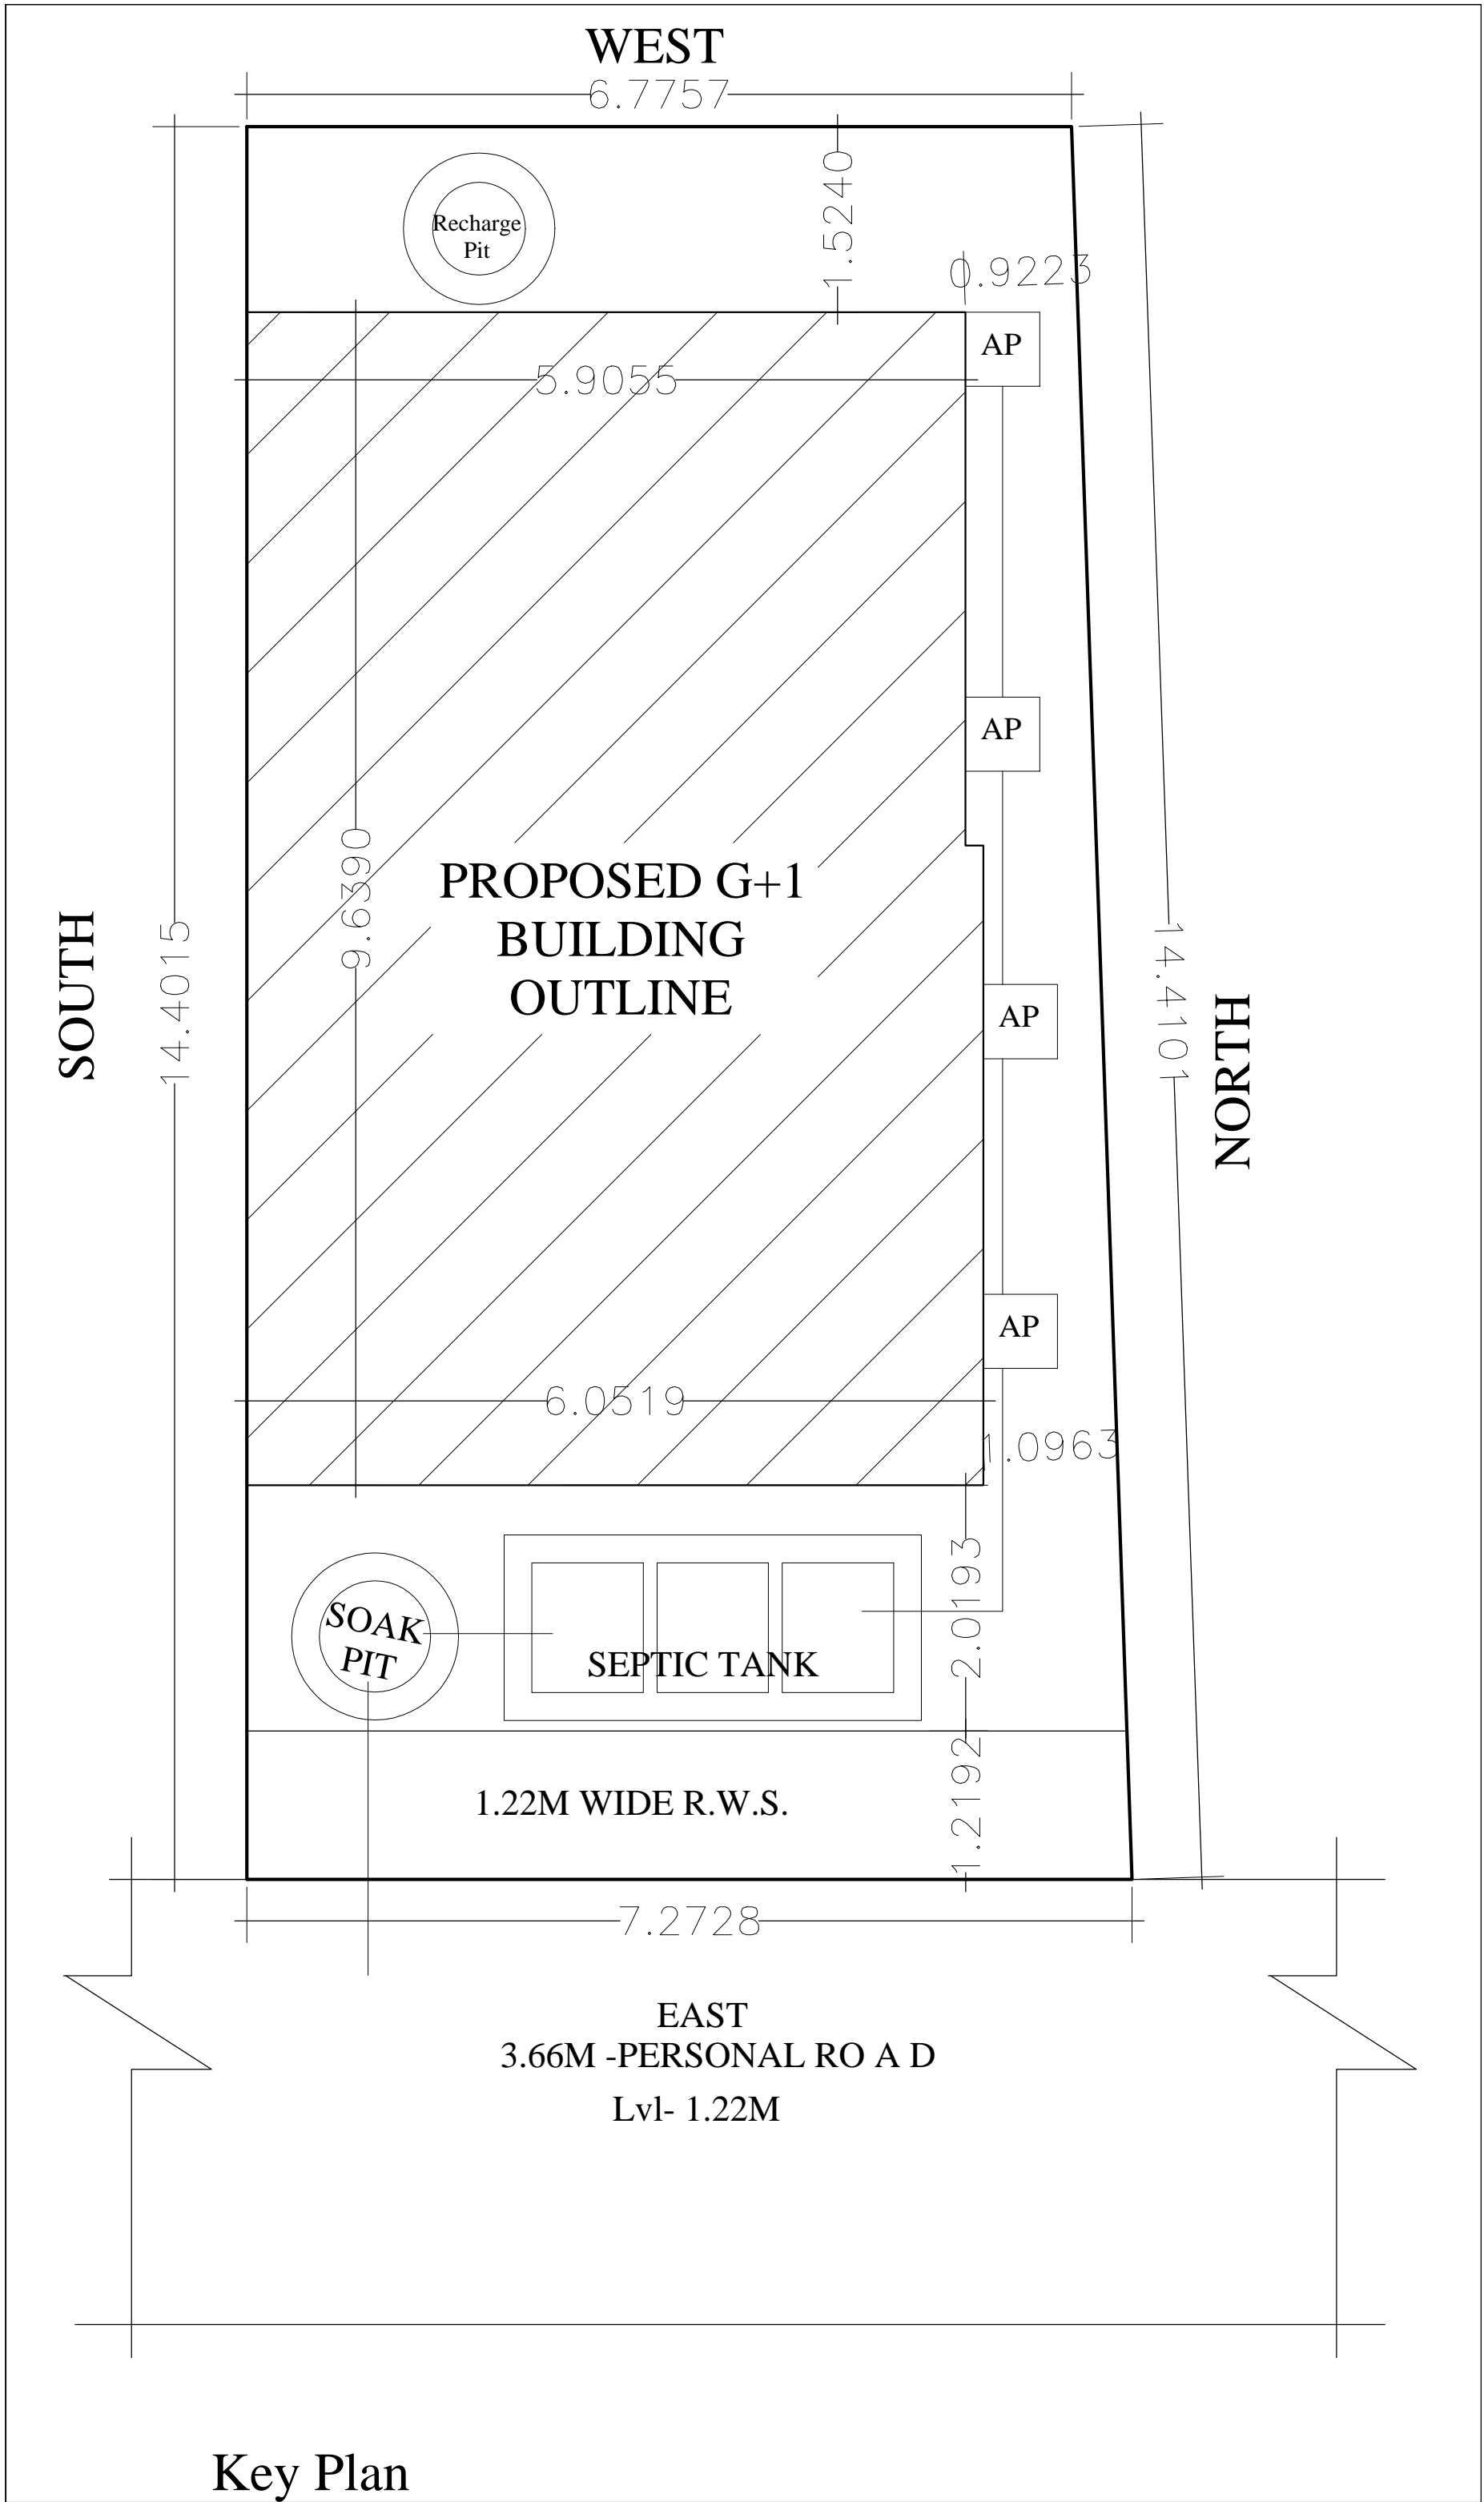 WEST
6.7757
1.5240
Recharge
Pit
0.9223
AP
5.9055
AP
9.6390
PROPOSED G+1
BUILDING
OUTLINE
SOUTH
14.4015
14.4101
NORTH
AP
AP
6.0519
1.0963
2.0193
SOAK
PIT
SEPTIC TANK
1.2192
1.22M WIDE R.W.S.
7.2728
EAST
3.66M -PERSONAL RO A D
Lvl- 1.22M
Key Plan